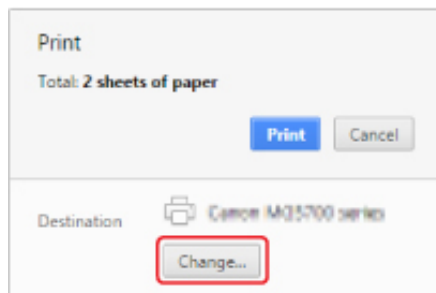 Print
Total: 2 sheets of paper
Print Cancel
Destination Canon MG5700 series
Change...